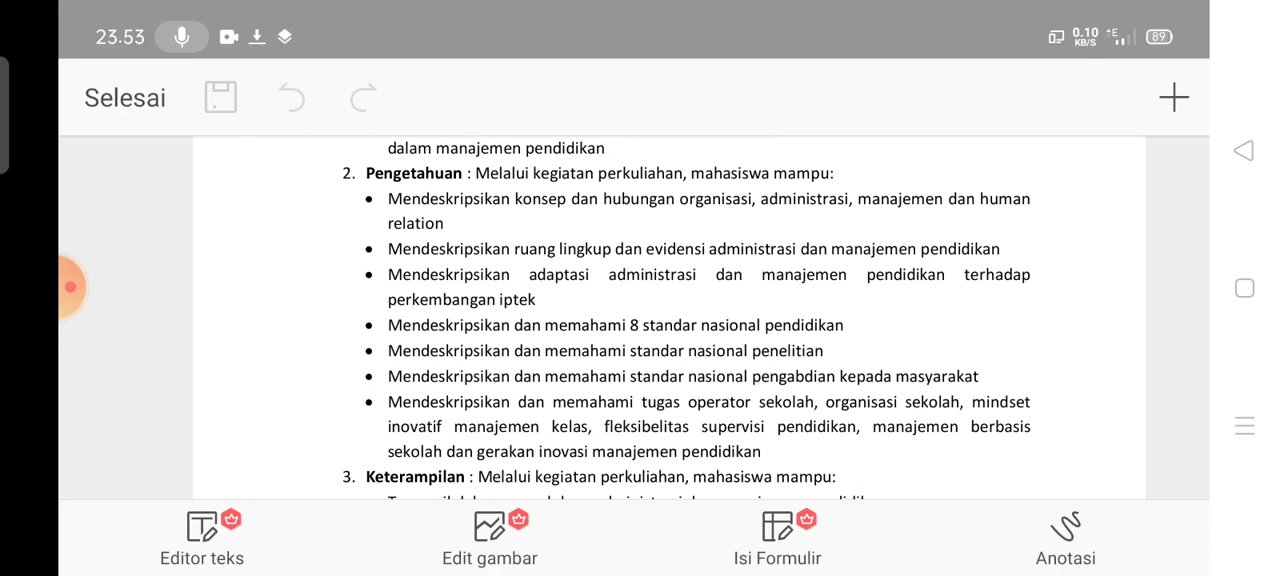 23.53
0.10
KB/S
E
89
Selesai
dalam manajemen pendidikan
2. Pengetahuan : Melalui kegiatan perkuliahan, mahasiswa mampu:
• Mendeskripsikan konsep dan hubungan organisasi, administrasi, manajemen dan human
relation
• Mendeskripsikan ruang lingkup dan evidensi administrasi dan manajemen pendidikan
• Mendeskripsikan adaptasi administrasi dan manajemen pendidikan terhadap
perkembangan iptek
• Mendeskripsikan dan memahami 8 standar nasional pendidikan
• Mendeskripsikan dan memahami standar nasional penelitian
• Mendeskripsikan dan memahami standar nasional pengabdian kepada masyarakat
• Mendeskripsikan dan memahami tugas operator sekolah, organisasi sekolah, mindset
inovatif manajemen kelas, fleksibelitas supervisi pendidikan, manajemen berbasis
sekolah dan gerakan inovasi manajemen pendidikan
3. Keterampilan : Melalui kegiatan perkuliahan, mahasiswa mampu:
Editor teks
Edit gambar
Isi Formulir
Anotasi